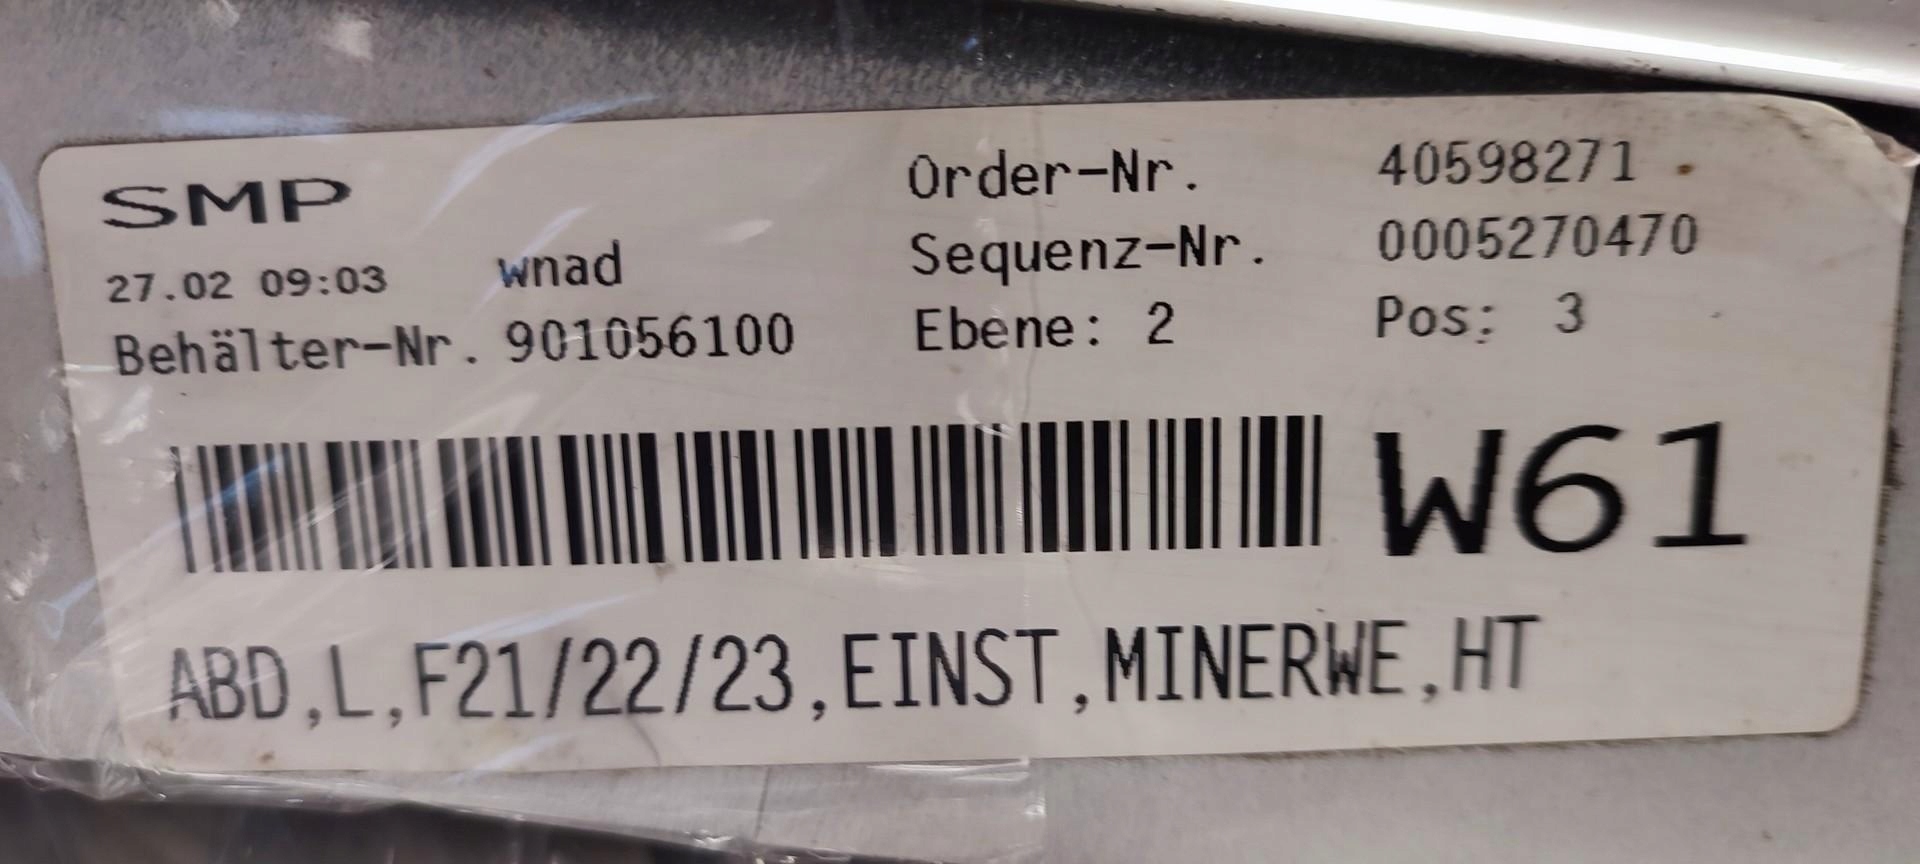 SMP
27.02 09:03 wnad
Behälter-Nr. 901056100
Order-Nr. 40598271
Sequenz-Nr. 0005270470
Ebene: 2 Pos: 3
W61
ABD,L,F21/22/23,EINST,MINERWE,HT